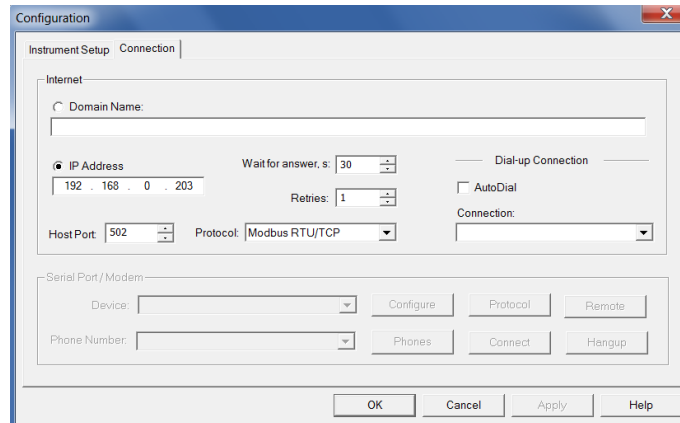 Configuration
Instrument Setup Connection
Internet
Domain Name:
IP Address Wait for answer, s: 30 Dial-up Connection
192 . 168 . 0 . 203 AutoDial
Retries: 1
Connection:
Host Port: 502 Protocol: Modbus RTU/TCP
Serial Port / Modem
Device: Configure Protocol Remote
Phone Number: Phones Connect Hangup
OK Cancel Apply Help